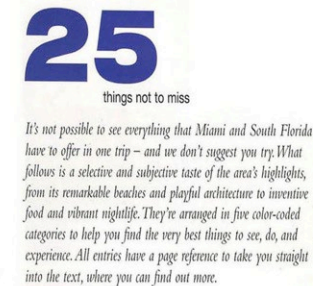 25
things not to miss
It's not possible to see everything that Miami and South Florida
have to offer in one trip – and we don't suggest you try. What
follows is a selective and subjective taste of the area's highlights,
from its remarkable beaches and playful architecture to inventive
food and vibrant nightlife. They're arranged in five color-coded
categories to help you find the very best things to see, do, and
experience. All entries have a page reference to take you straight
into the text, where you can find out more.